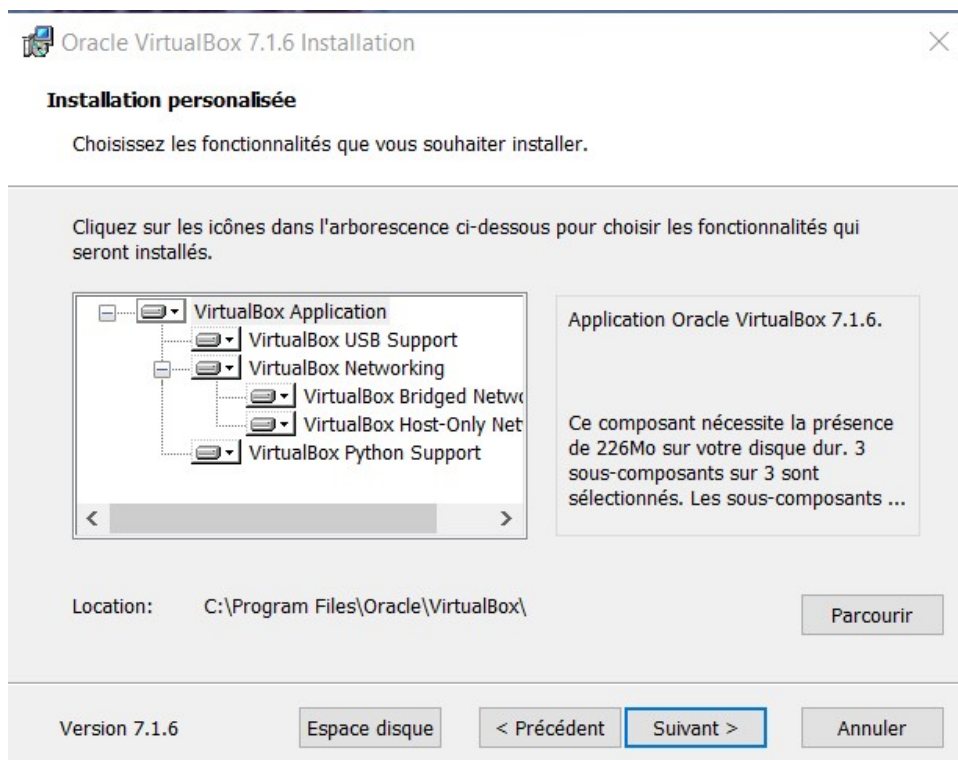 Oracle VirtualBox 7.1.6 Installation
Installation personalisée
Choisissez les fonctionnalités que vous souhaiter installer.
Cliquez sur les icônes dans l'arborescence ci-dessous pour choisir les fonctionnalités qui
seront installés.
VirtualBox Application
VirtualBox USB Support
VirtualBox Networking
VirtualBox Bridged Netwo
VirtualBox Host-Only Net
VirtualBox Python Support
Application Oracle VirtualBox 7.1.6.
Ce composant nécessite la présence
de 226Mo sur votre disque dur. 3
sous-composants sur 3 sont
sélectionnés. Les sous-composants ...
Location: C:\Program Files\Oracle\VirtualBox\
Parcourir
Version 7.1.6
Espace disque
< Précédent
Suivant >
Annuler